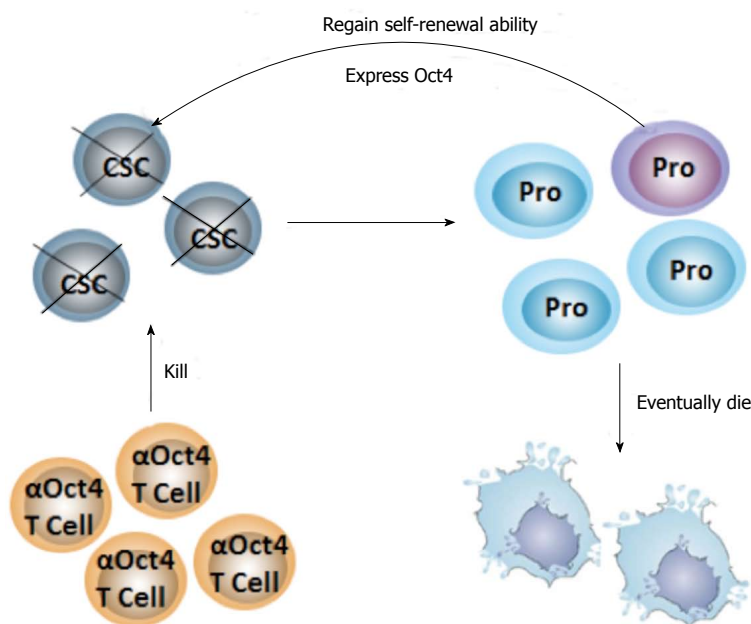 Regain self-renewal ability
Express Oct4
CSC
CSC
CSC
Pro
Pro
Pro
Pro
Kill
Eventually die
αOct4
T Cell
αOct4
T Cell
αOct4
T Cell
αOct4
T Cell